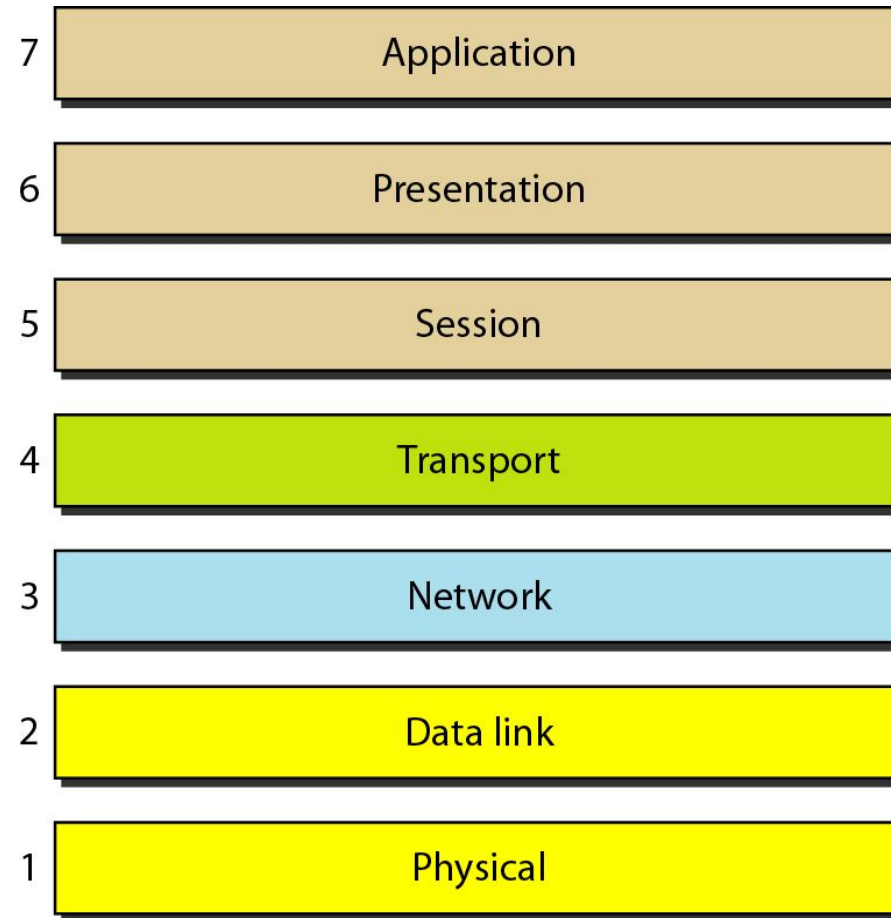 7 Application
6 Presentation
5 Session
4 Transport
3 Network
2 Data link
1 Physical